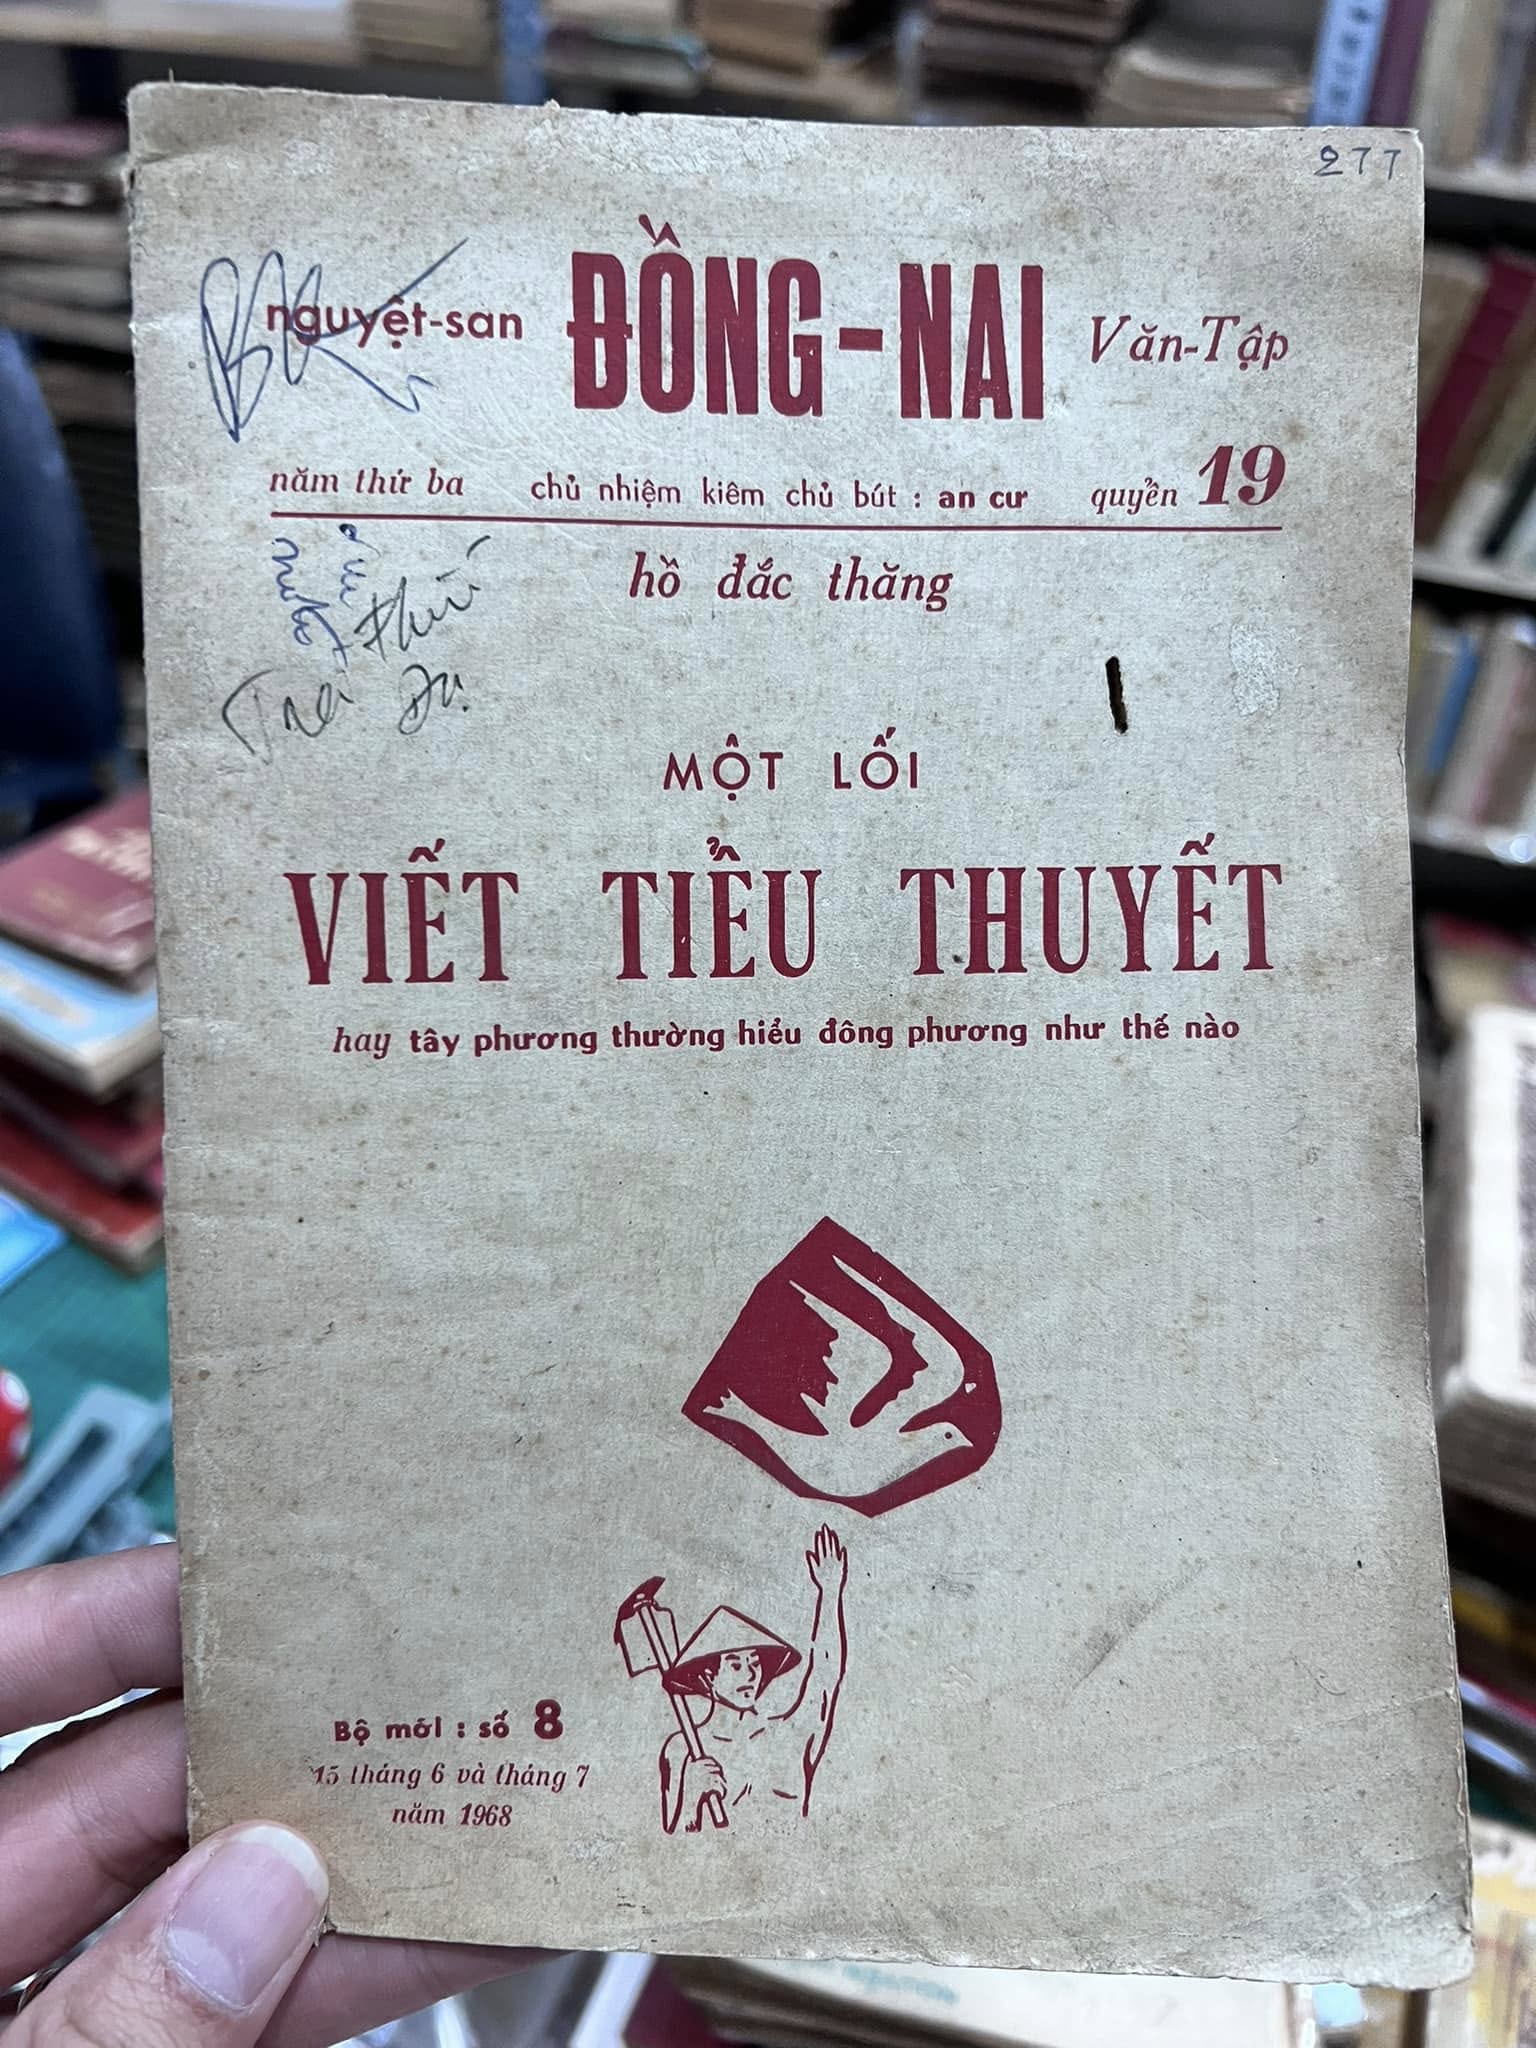 277
nguyệt-san ĐỒNG-NAI Văn-Tập
năm thứ ba chủ nhiệm kiêm chủ bút : an cư quyển 19
hồ đắc thăng
MỘT LỐI
VIẾT TIỂU THUYẾT
hay tây phương thường hiểu đông phương như thế nào
Bộ mới : số 8
15 tháng 6 và tháng 7
năm 1968